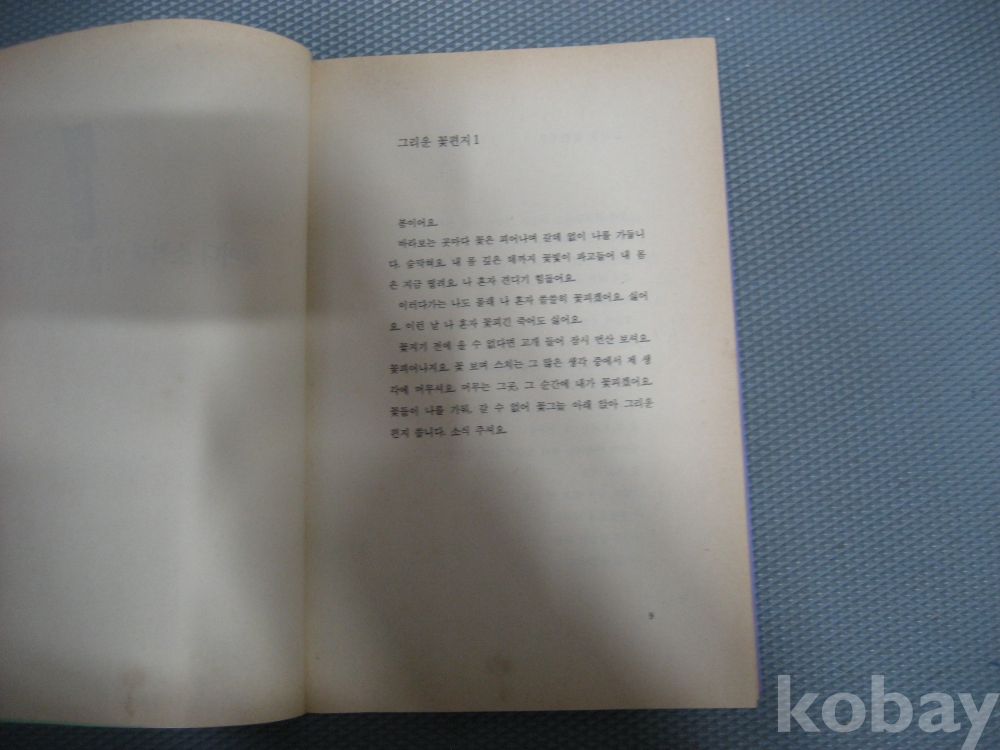 그리운 꽃편지 1
봄이어요.
바라보는 곳마다 꽃은 피어나며 갈데 없이 나를 가둡니
다. 숨막혀요. 내 몸 깊은 데까지 꽃빛이 파고들어 내 몸
은 지금 떨려요. 나 혼자 견디기 힘들어요.
이러다가는 나도 몰래 나 혼자 쓸쓸히 꽃피겠어요. 싫어
요. 이런 날 나 혼자 꽃피긴 죽어도 싫어요.
꽃지기 전에 올 수 없다면 고개 들어 잠시 먼산 보셔요.
꽃피어나지요. 꽃 보며 스치는 그 많은 생각 중에서 제 생
각에 머무셔요. 머무는 그곳, 그 순간에 내가 꽃피겠어요.
꽃들이 나를 가둬, 갈 수 없어 꽃그늘 아래 앉아 그리운
편지 씁니다. 소식 주셔요.
9
kobay